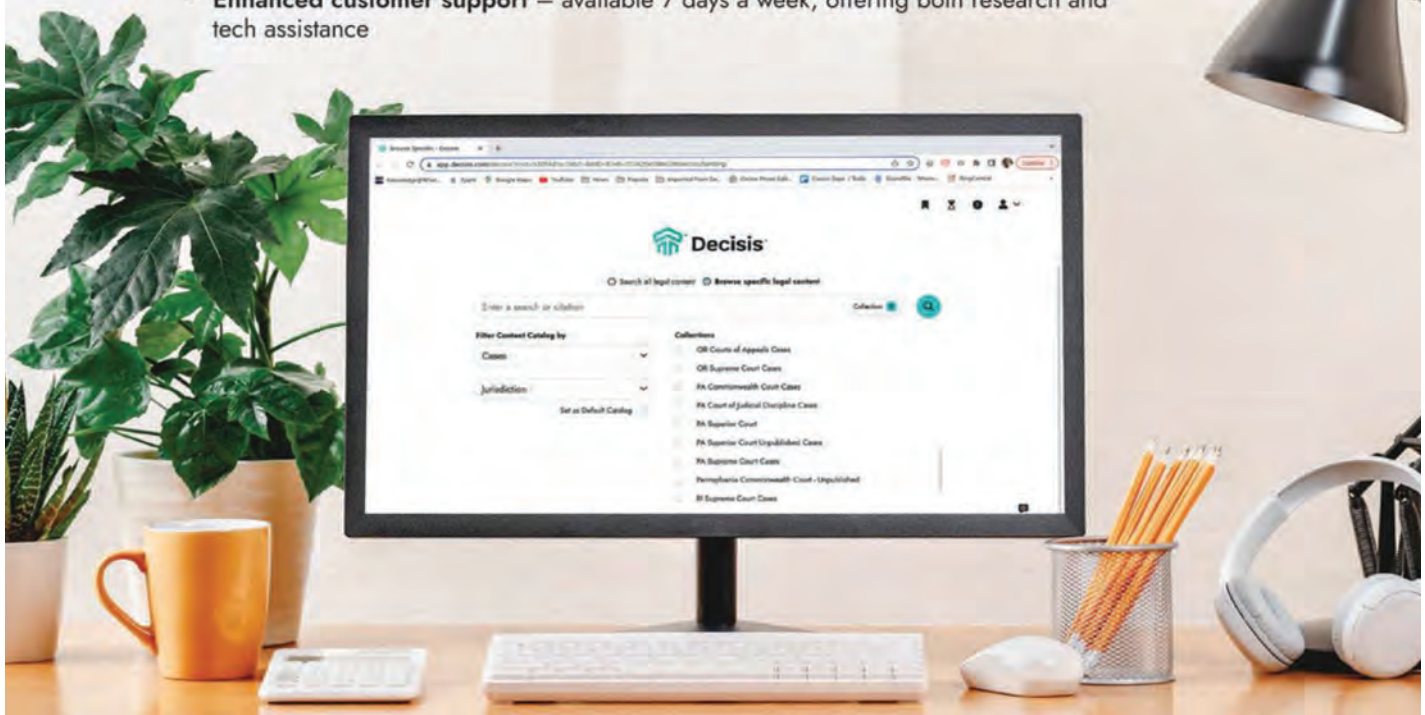 Enhanced customer support – available 7 days a week, offering both research and
tech assistance
Decisis
Search all legal content Browse specific legal content
Enter a search or citation
Collection
Filter Content Catalog by
Collections
Cases
OR Courts of Appeals Cases
OR Supreme Court Cases
Jurisdiction
PA Commonwealth Court Cases
Set as Default Catalog
PA Court of Judicial Discipline Cases
PA Superior Court
PA Superior Court Unpublished Cases
PA Supreme Court Cases
Pennsylvania Commonwealth Court - Unpublished
RI Supreme Court Cases